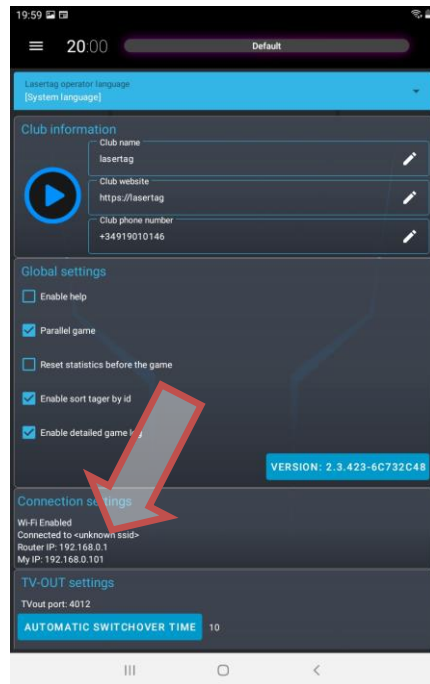 19:59
20:00
Default
Lasertag operator language
[System language]
Club information
Club name
lasertag
Club website
https://lasertag
Club phone number
+34919010146
Global settings
Enable help
Parallel game
Reset statistics before the game
Enable sort tager by id
Enable detailed game log
VERSION: 2.3.423-6C732C48
Connection settings
Wi-Fi Enabled
Connected to <unknown ssid>
Router IP: 192.168.0.1
My IP: 192.168.0.101
TV-OUT settings
TVout port: 4012
AUTOMATIC SWITCHOVER TIME 10